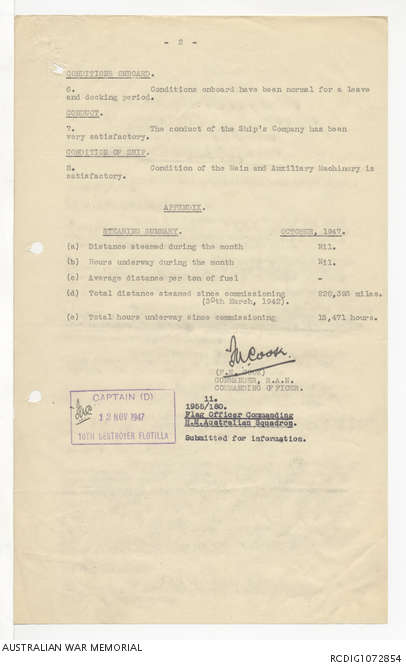 - 2 -
CONDITIONS ONBOARD.
6. Conditions onboard have been normal for a leave
and docking period.
CONDUCT.
7. The conduct of the Ship's Company has been
very satisfactory.
CONDITION OF SHIP.
8. Condition of the Main and Auxiliary Machinery is
satisfactory.
APPENDIX.
STEAMING SUMMARY. OCTOBER, 1947.
(a) Distance steamed during the month Nil.
(b) Hours underway during the month Nil.
(c) Average distance per ton of fuel -
(d) Total distance steamed since commissioning 220,393 miles.
(30th March, 1942).
(e) Total hours underway since commissioning 15,471 hours.
COOK)
COMMANDER, R.A.N.
COMMANDING OFFICER.
CAPTAIN (D)
12 NOV 1947
10TH DESTROYER FLOTILLA
11.
1955/180.
Flag Officer Commanding
H.M.Australian Squadron.
Submitted for information.
AUSTRALIAN WAR MEMORIAL
RCDIG1072854